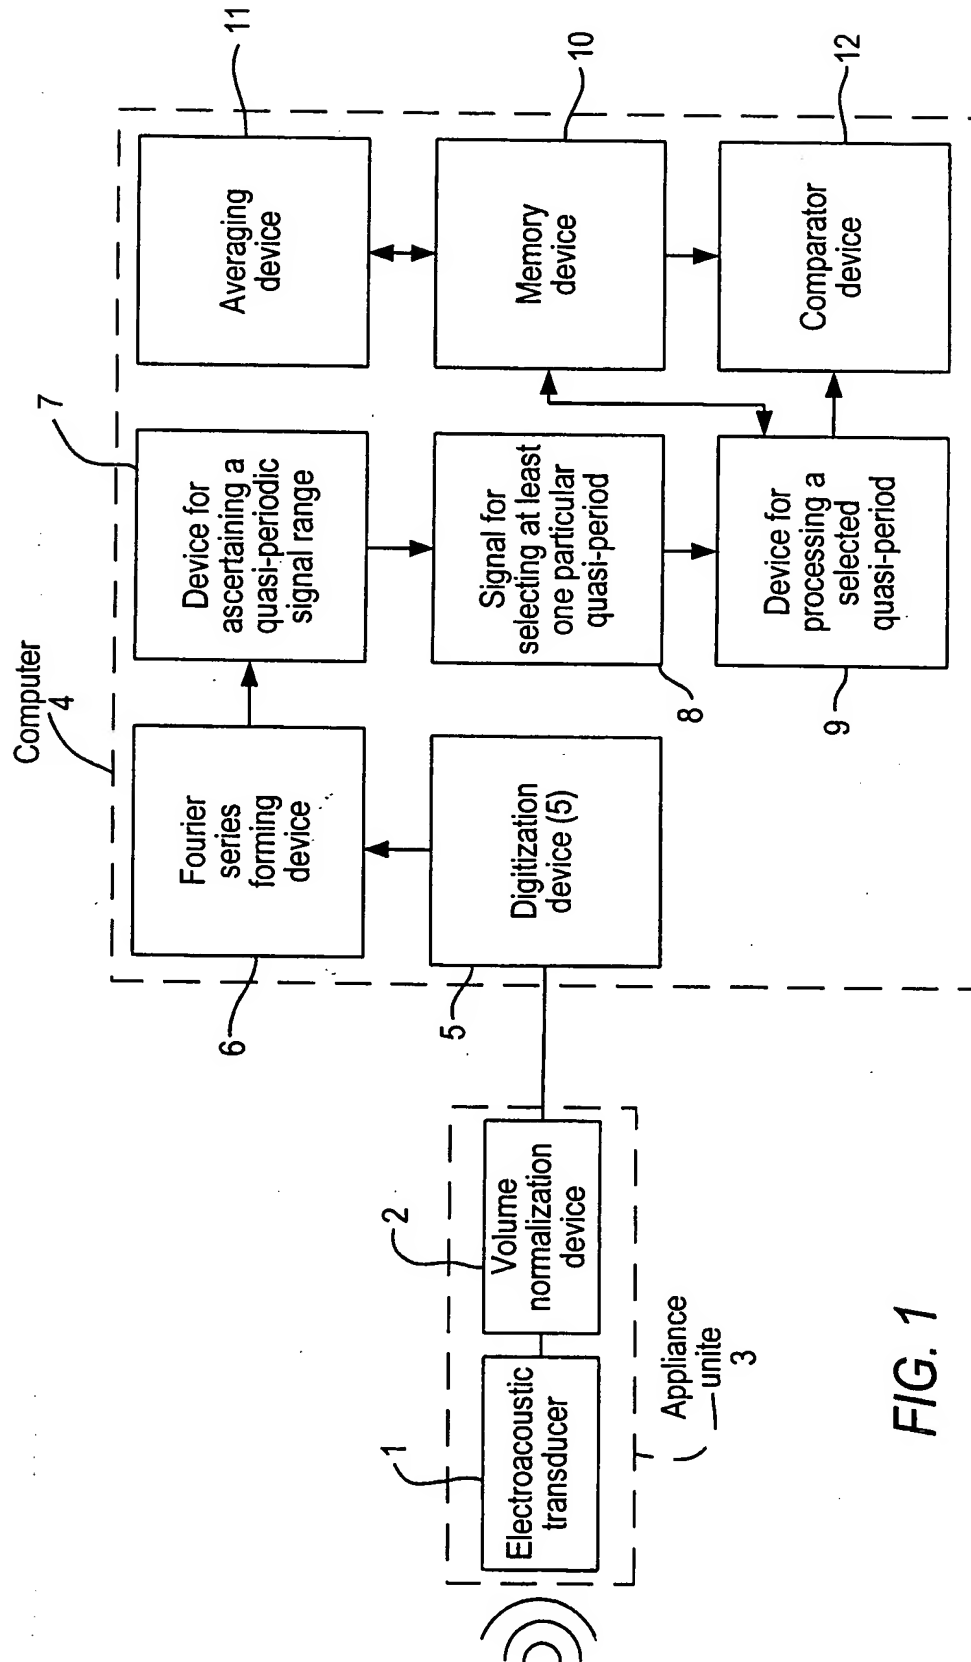 Computer
4
6
Fourier
series
forming
device
7
Device for
ascertaining a
quasi-periodic
signal range
11
Averaging
device
5
Digitization
device (5)
8
Signal for
selecting at least
one particular
quasi-period
10
Memory
device
9
Device for
processing a
selected
quasi-period
12
Comparator
device
1
Electroacoustic
transducer
2
Volume
normalization
device
Appliance
unite
3
FIG. 1